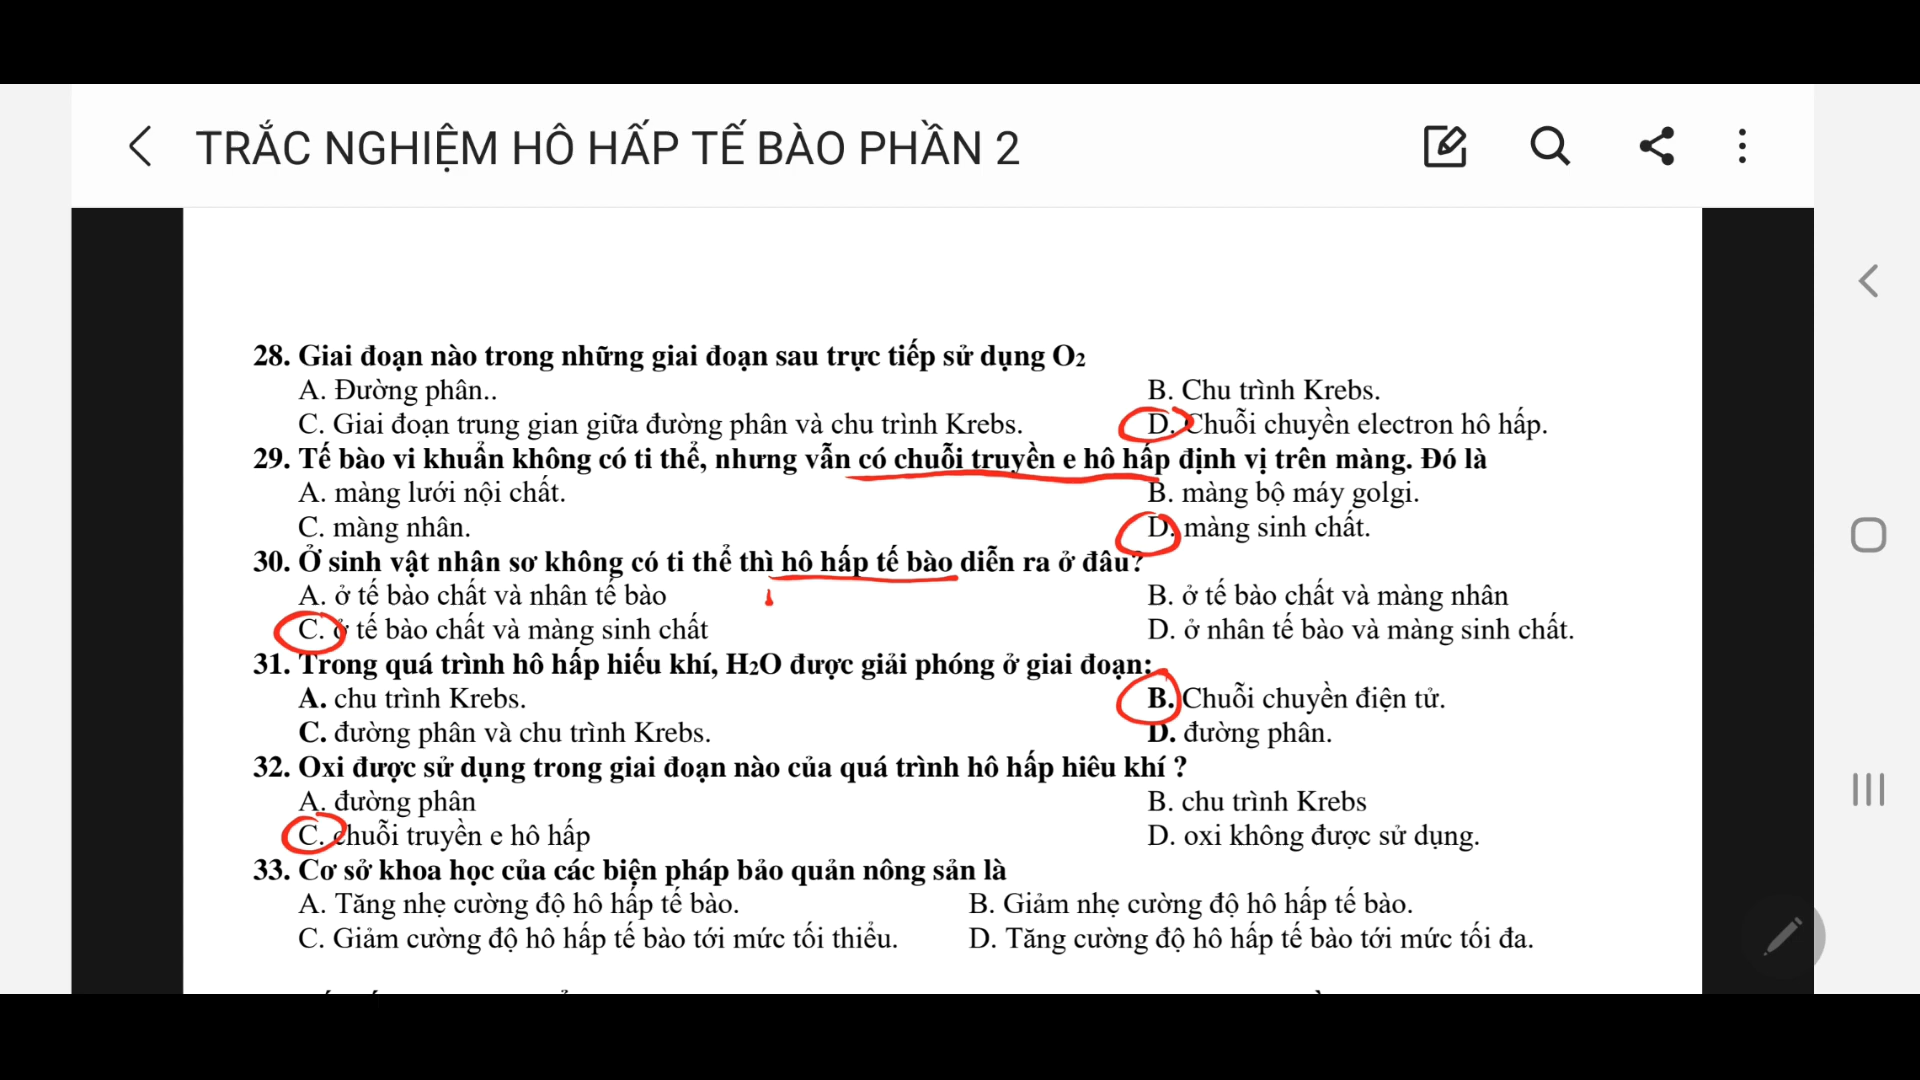 TRẮC NGHIỆM HÔ HẤP TẾ BÀO PHẦN 2
28. Giai đoạn nào trong những giai đoạn sau trực tiếp sử dụng O₂
A. Đường phân.. B. Chu trình Krebs.
C. Giai đoạn trung gian giữa đường phân và chu trình Krebs. D. Chuỗi chuyền electron hô hấp.
29. Tế bào vi khuẩn không có ti thể, nhưng vẫn có chuỗi truyền e hô hấp định vị trên màng. Đó là
A. màng lưới nội chất. B. màng bộ máy golgi.
C. màng nhân. D. màng sinh chất.
30. Ở sinh vật nhân sơ không có ti thể thì hô hấp tế bào diễn ra ở đâu?
A. ở tế bào chất và nhân tế bào B. ở tế bào chất và màng nhân
C. ở tế bào chất và màng sinh chất D. ở nhân tế bào và màng sinh chất.
31. Trong quá trình hô hấp hiếu khí, H₂O được giải phóng ở giai đoạn:
A. chu trình Krebs. B. Chuỗi chuyền điện tử.
C. đường phân và chu trình Krebs. D. đường phân.
32. Oxi được sử dụng trong giai đoạn nào của quá trình hô hấp hiêu khí ?
A. đường phân B. chu trình Krebs
C. chuỗi truyền e hô hấp D. oxi không được sử dụng.
33. Cơ sở khoa học của các biện pháp bảo quản nông sản là
A. Tăng nhẹ cường độ hô hấp tế bào. B. Giảm nhẹ cường độ hô hấp tế bào.
C. Giảm cường độ hô hấp tế bào tới mức tối thiểu. D. Tăng cường độ hô hấp tế bào tới mức tối đa.